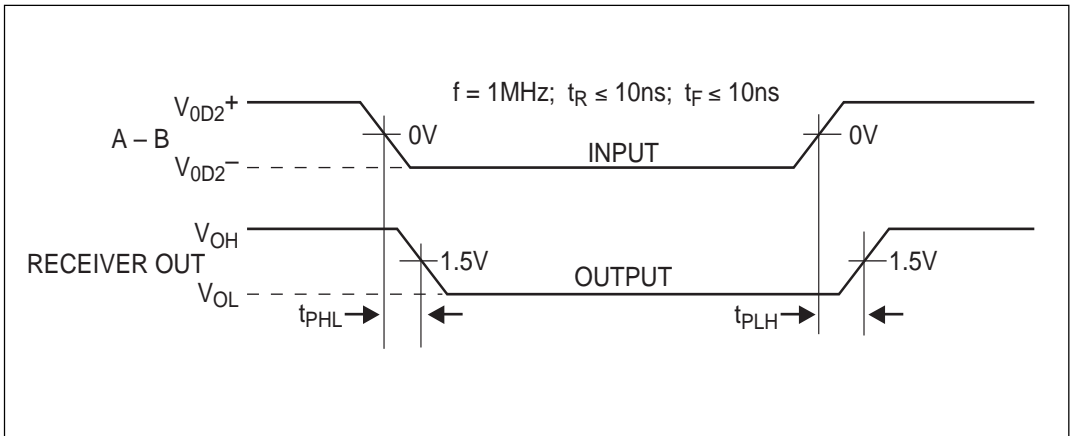 f = 1MHz; tR ≤ 10ns; tF ≤ 10ns
V0D2+
A – B
0V
0V
INPUT
V0D2–
VOH
RECEIVER OUT
1.5V
1.5V
OUTPUT
VOL
tPHL
tPLH